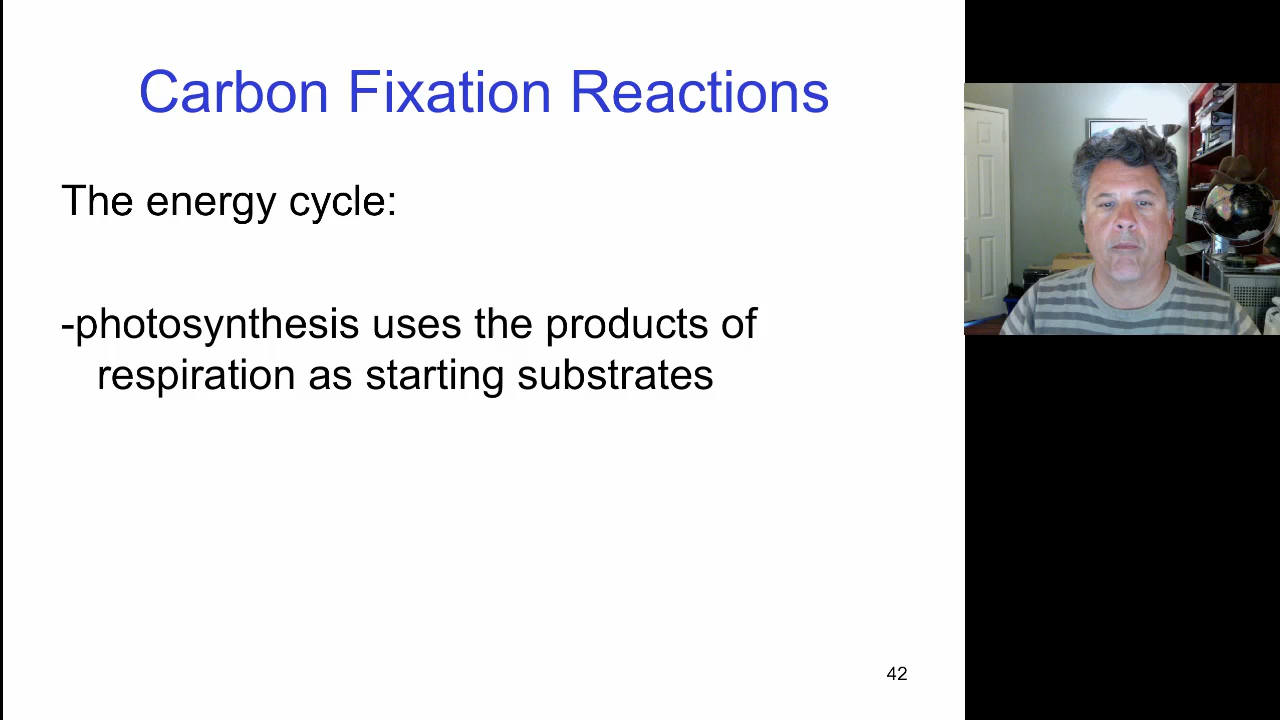 Carbon Fixation Reactions
The energy cycle:
-photosynthesis uses the products of
respiration as starting substrates
42